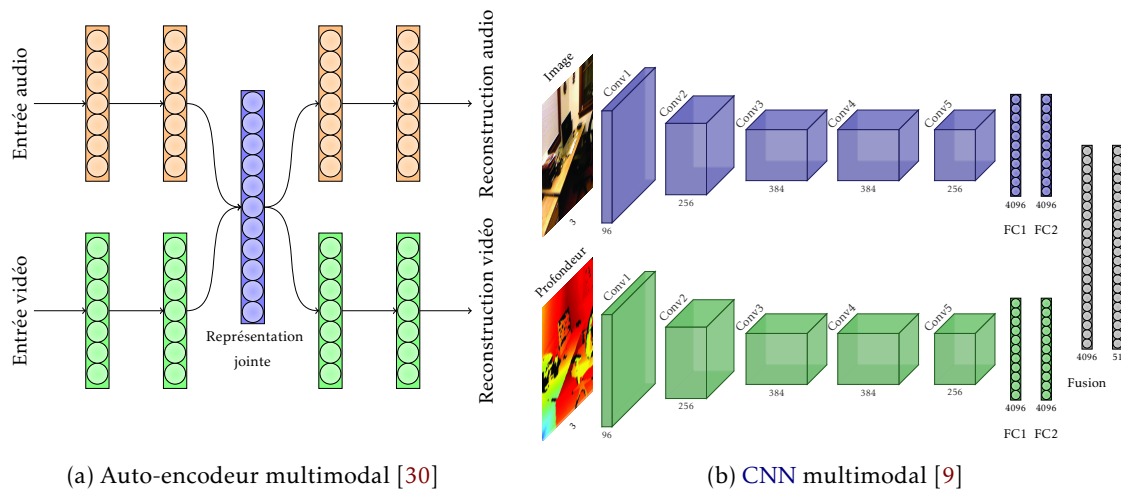 Entrée audio
Reconstruction audio
Entrée vidéo
Reconstruction vidéo
Représentation
jointe
(a) Auto-encodeur multimodal [30]
Image
3
Conv1
96
Conv2
256
Conv3
384
Conv4
384
Conv5
256
4096
FC1
4096
FC2
Profondeur
3
Conv1
96
Conv2
256
Conv3
384
Conv4
384
Conv5
256
4096
FC1
4096
FC2
4096
Fusion
51
(b) CNN multimodal [9]